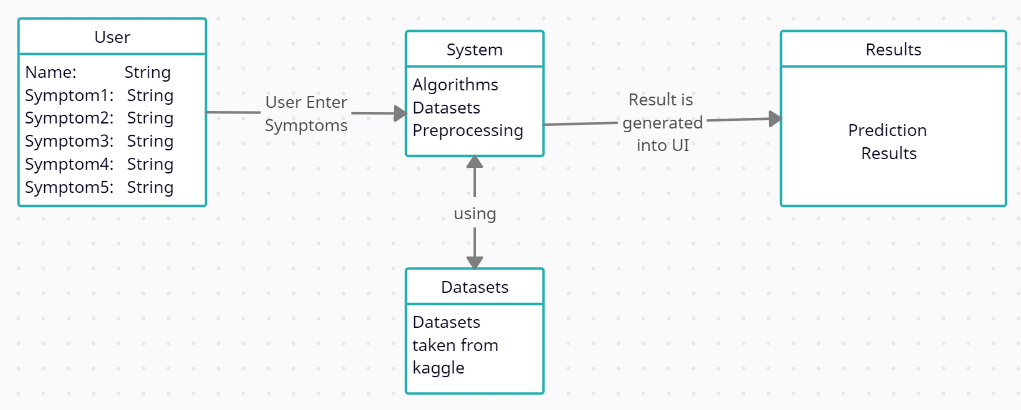 User
Name: String
Symptom1: String
Symptom2: String
Symptom3: String
Symptom4: String
Symptom5: String
User Enter
Symptoms
System
Algorithms
Datasets
Preprocessing
Result is
generated
into UI
Results
Prediction
Results
using
Datasets
Datasets
taken from
kaggle